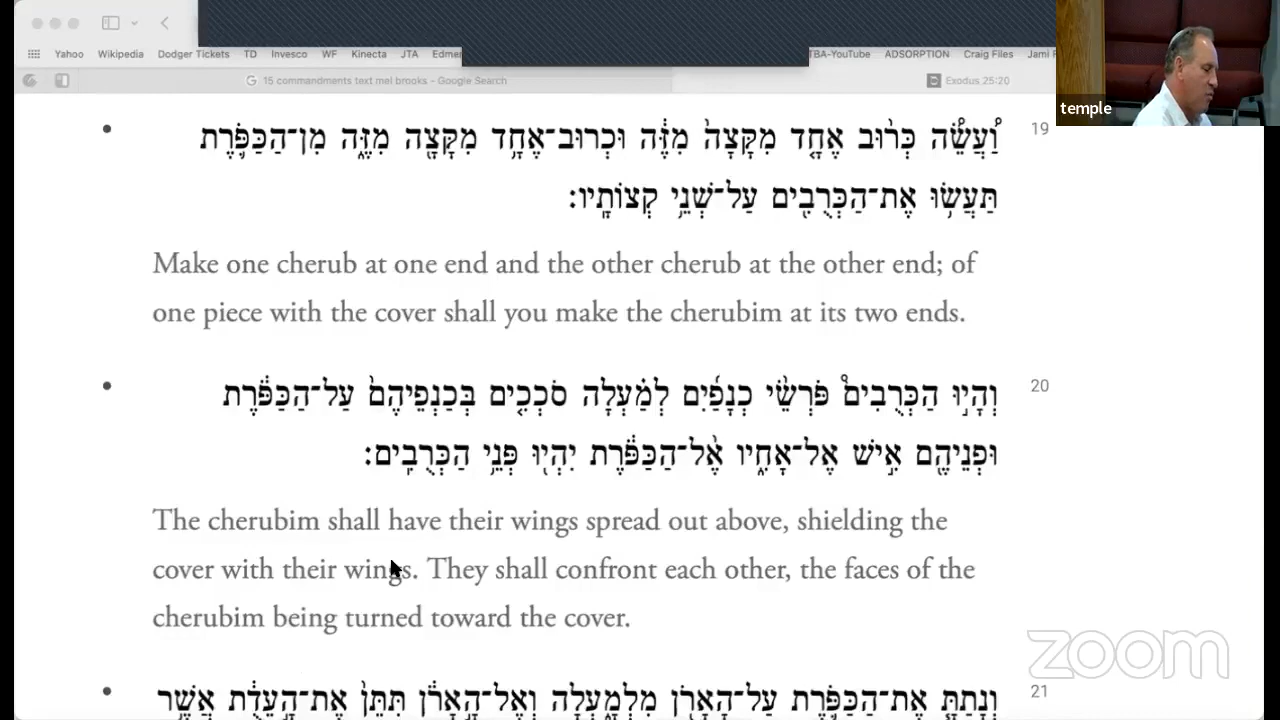 Yahoo Wikipedia Dodger Tickets TD Invesco WF Kinecta JTA TBA-YouTube ADSORPTION Craig Files
15 commandments text mel brooks - Google Search Exodus 25:20
temple
19
וְ֠עֲשֵׂ֠ה כְּר֨וּב אֶחָ֤ד מִקָּצָה֙ מִזֶּ֔ה וּכְרוּב־אֶחָ֥ד מִקָּצָ֖ה מִזֶּ֑ה מִן־הַכַּפֹּ֛רֶת
תַּעֲשׂ֥וּ אֶת־הַכְּרֻבִ֖ים עַל־שְׁנֵ֥י קְצוֹתָֽיו׃
Make one cherub at one end and the other cherub at the other end; of
one piece with the cover shall you make the cherubim at its two ends.
20
וְהָי֣וּ הַכְּרֻבִים֩ פֹּרְשֵׂ֨י כְנָפַ֜יִם לְמַ֗עְלָה סֹכְכִ֤ים בְּכַנְפֵיהֶם֙ עַל־הַכַּפֹּ֔רֶת
וּפְנֵיהֶ֖ם אִ֣ישׁ אֶל־אָחִ֑יו אֶ֨ל־הַכַּפֹּ֔רֶת יִהְי֖וּ פְּנֵ֥י הַכְּרֻבִֽים׃
The cherubim shall have their wings spread out above, shielding the
cover with their wings. They shall confront each other, the faces of the
cherubim being turned toward the cover.
zoom
21
וְנָתַתָּ֧ אֶת־הַכַּפֹּ֛רֶת עַל־הָאָרֹ֖ן מִלְמָ֑עְלָה וְאֶל־הָ֣אָרֹ֔ן תִּתֵּן֙ אֶת־הָ֣עֵדֻ֔ת אֲשֶׁ֥ר